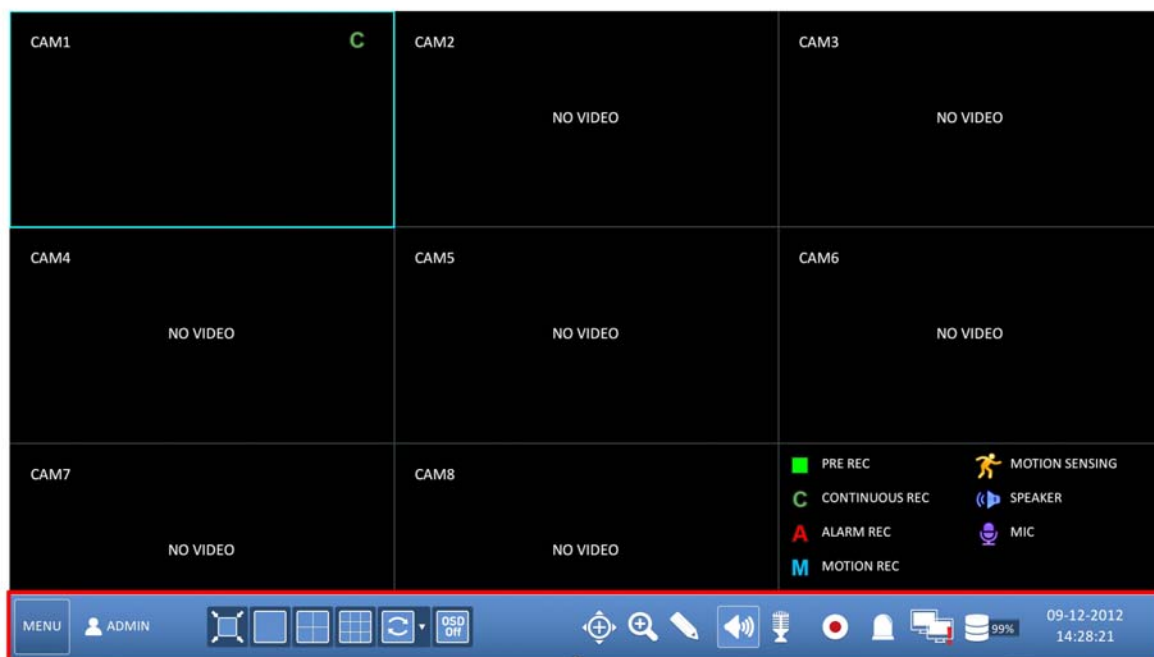 CAM1 C
CAM2
NO VIDEO
CAM3
NO VIDEO
CAM4
NO VIDEO
CAM5
NO VIDEO
CAM6
NO VIDEO
CAM7
NO VIDEO
CAM8
NO VIDEO
PRE REC
C CONTINUOUS REC
A ALARM REC
M MOTION REC
MOTION SENSING
SPEAKER
MIC
MENU
ADMIN
OSD
Off
99%
09-12-2012
14:28:21